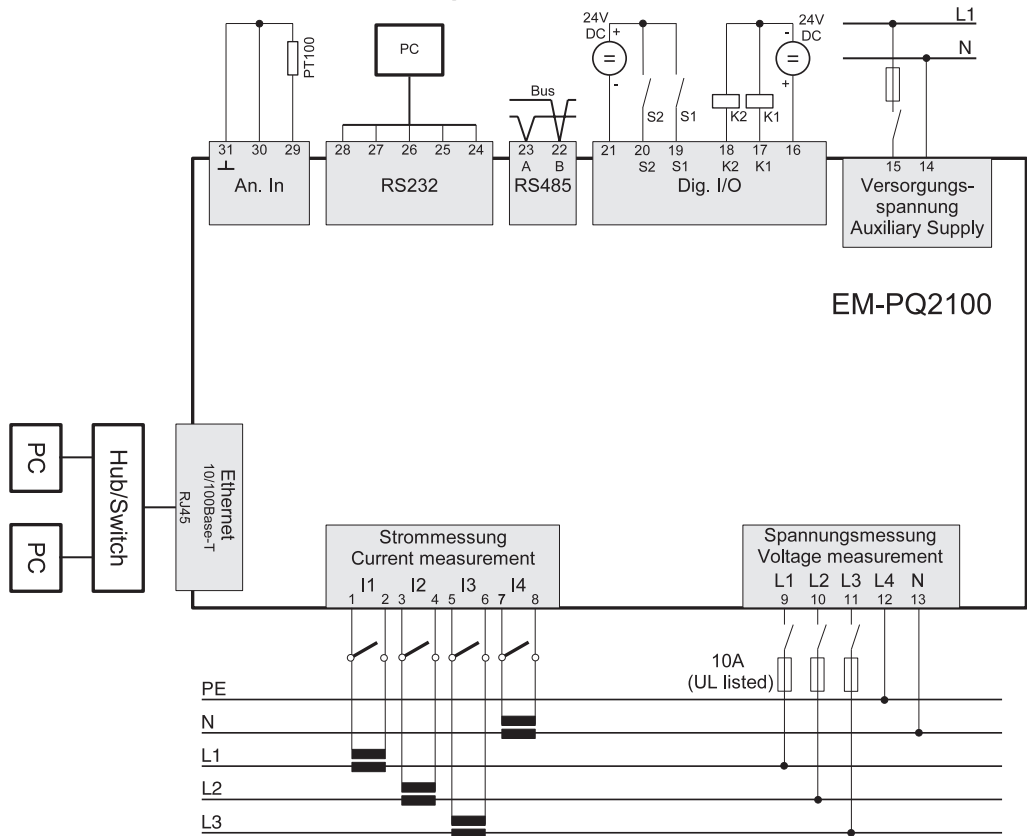 L1
N
24V
DC
+
-
24V
DC
-
+
PT100
PC
Bus
S2
S1
K2
K1
31
30
29
An. In
28
27
26
25
24
RS232
23
22
A
B
RS485
21
20
19
18
17
16
S2
S1
K2
K1
Dig. I/O
15
14
Versorgungs-
spannung
Auxiliary Supply
EM-PQ2100
PC
PC
Hub/Switch
Ethernet
10/100Base-T
RJ45
Strommessung
Current measurement
I1
I2
I3
I4
1
2
3
4
5
6
7
8
Spannungsmessung
Voltage measurement
L1
L2
L3
L4
N
9
10
11
12
13
10A
(UL listed)
PE
N
L1
L2
L3